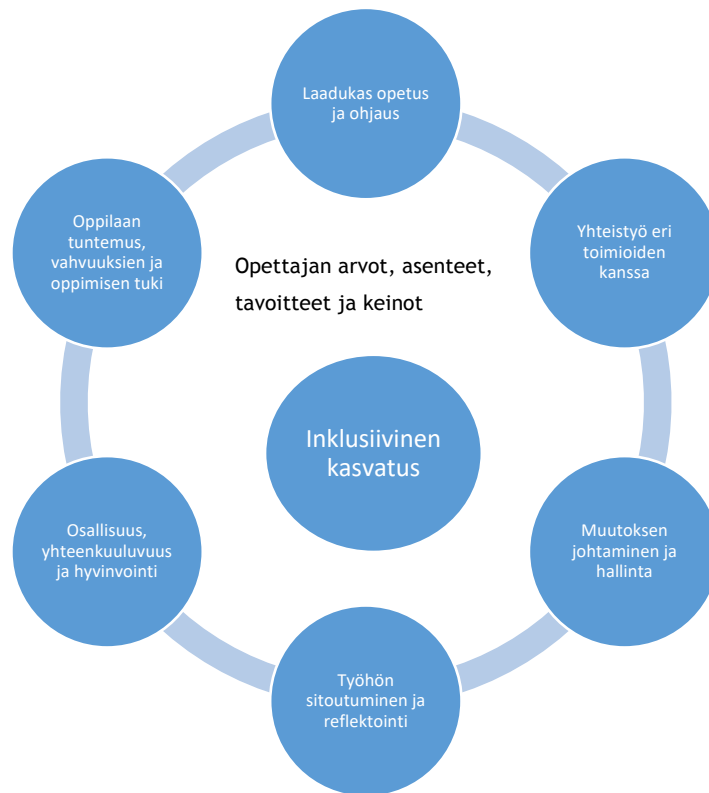 Laadukas opetus
ja ohjaus
Oppilaan
tuntemus,
vahvuuksien ja
oppimisen tuki
Yhteistyö eri
toimioiden
kanssa
Opettajan arvot, asenteet,
tavoitteet ja keinot
Inklusiivinen
kasvatus
Osallisuus,
yhteenkuuluvuus
ja hyvinvointi
Muutoksen
johtaminen ja
hallinta
Työhön
sitoutuminen ja
reflektointi